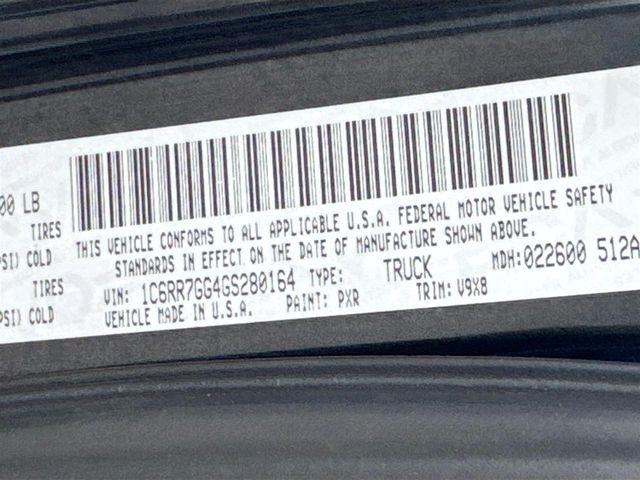 00 LB
TIRES
PSI) COLD
TIRES
PSI) COLD
THIS VEHICLE CONFORMS TO ALL APPLICABLE U.S.A. FEDERAL MOTOR VEHICLE SAFETY
STANDARDS IN EFFECT ON THE DATE OF MANUFACTURE SHOWN ABOVE.
VIN: 1C6RR7GG4GS280164 TYPE: TRUCK MDH:022600 512A
VEHICLE MADE IN U.S.A. PAINT: PXR TRIM: V9X8